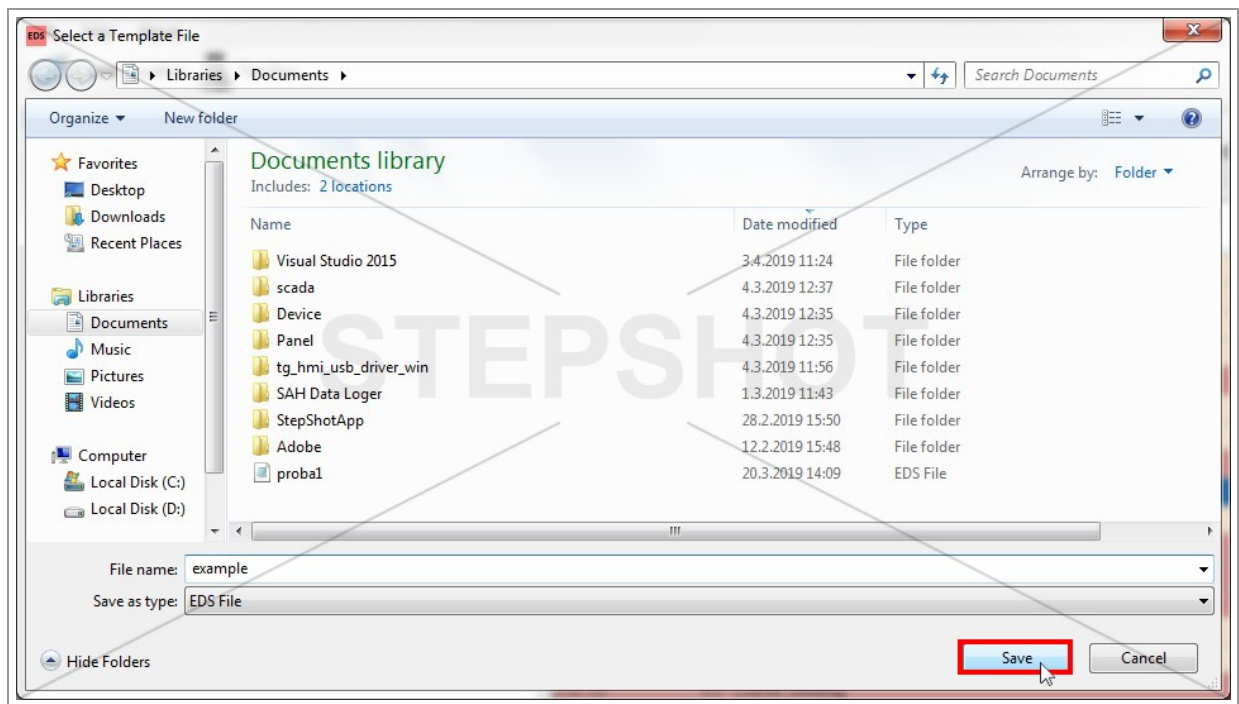 EDS Select a Template File
Libraries Documents
Search Documents
Organize New folder
Favorites
Desktop
Downloads
Recent Places
Libraries
Documents
Music
Pictures
Videos
Computer
Local Disk (C:)
Local Disk (D:)
Documents library
Includes: 2 locations
Arrange by: Folder
Name Date modified Type
Visual Studio 2015 3.4.2019 11:24 File folder
scada 4.3.2019 12:37 File folder
Device 4.3.2019 12:35 File folder
Panel 4.3.2019 12:35 File folder
tg_hmi_usb_driver_win 4.3.2019 11:56 File folder
SAH Data Loger 1.3.2019 11:43 File folder
StepShotApp 28.2.2019 15:50 File folder
Adobe 12.2.2019 15:48 File folder
proba1 20.3.2019 14:09 EDS File
STEPSHOT
File name: example
Save as type: EDS File
Hide Folders
Save Cancel